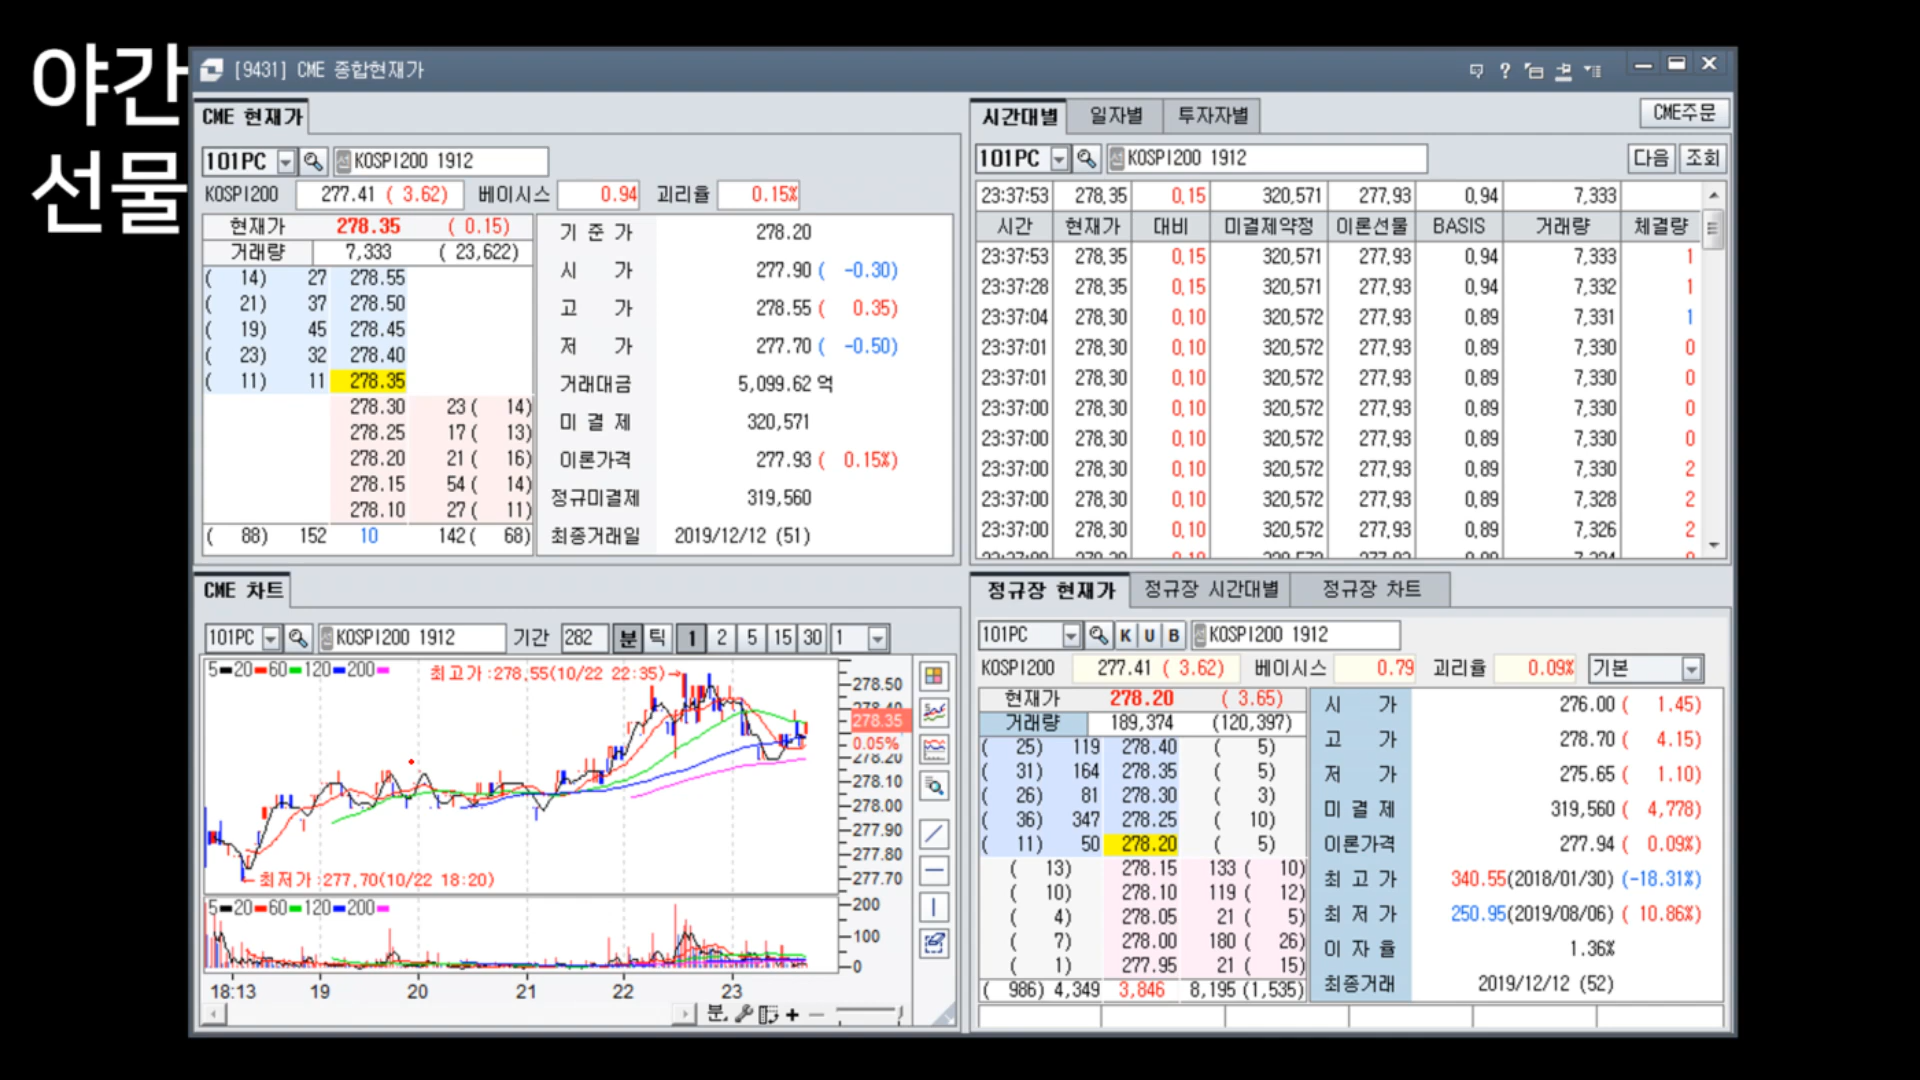 야간
선물
[9431] CME 종합현재가
CME 현재가
101PC KOSPI200 1912
KOSPI200 277.41 ( 3.62) 베이시스 0.94 괴리율 0.15%
현재가 278.35 ( 0.15)
거래량 7,333 ( 23,622)
( 14) 27 278.55
( 21) 37 278.50
( 19) 45 278.45
( 23) 32 278.40
( 11) 11 278.35
278.30 23 ( 14)
278.25 17 ( 13)
278.20 21 ( 16)
278.15 54 ( 14)
278.10 27 ( 11)
( 88) 152 10 142 ( 68)
기 준 가 278.20
시 가 277.90 ( -0.30)
고 가 278.55 ( 0.35)
저 가 277.70 ( -0.50)
거래대금 5,099.62 억
미 결 제 320,571
이론가격 277.93 ( 0.15%)
정규미결제 319,560
최종거래일 2019/12/12 (51)
시간대별 일자별 투자자별 CME주문
101PC KOSPI200 1912 다음 조회
23:37:53 278,35 0,15 320,571 277,93 0,94 7,333
시간 현재가 대비 미결제약정 이론선물 BASIS 거래량 체결량
23:37:53 278,35 0,15 320,571 277,93 0,94 7,333 1
23:37:28 278,35 0,15 320,571 277,93 0,94 7,332 1
23:37:04 278,30 0,10 320,572 277,93 0,89 7,331 1
23:37:01 278,30 0,10 320,572 277,93 0,89 7,330 0
23:37:01 278,30 0,10 320,572 277,93 0,89 7,330 0
23:37:00 278,30 0,10 320,572 277,93 0,89 7,330 0
23:37:00 278,30 0,10 320,572 277,93 0,89 7,330 0
23:37:00 278,30 0,10 320,572 277,93 0,89 7,330 2
23:37:00 278,30 0,10 320,572 277,93 0,89 7,328 2
23:37:00 278,30 0,10 320,572 277,93 0,89 7,326 2
CME 차트
101PC KOSPI200 1912 기간 282 분 틱 1 2 5 15 30 1
5 20 60 120 200
최고가:278,55(10/22 22:35)→
←최저가:277,70(10/22 18:20)
278.50
278.35
0.05%
278.20
278.10
278.00
277.90
277.80
277.70
5 20 60 120 200
200
100
0
18:13 19 20 21 22 23
분,
정규장 현재가 정규장 시간대별 정규장 차트
101PC K U B KOSPI200 1912
KOSPI200 277.41 ( 3.62) 베이시스 0.79 괴리율 0.09% 기본
현재가 278.20 ( 3.65)
거래량 189,374 (120,397)
( 25) 119 278.40 ( 5)
( 31) 164 278.35 ( 5)
( 26) 81 278.30 ( 3)
( 36) 347 278.25 ( 10)
( 11) 50 278.20 ( 5)
( 13) 278.15 133 ( 10)
( 10) 278.10 119 ( 12)
( 4) 278.05 21 ( 5)
( 7) 278.00 180 ( 26)
( 1) 277.95 21 ( 15)
( 986) 4,349 3,846 8,195 (1,535)
시 가 276.00 ( 1.45)
고 가 278.70 ( 4.15)
저 가 275.65 ( 1.10)
미 결 제 319,560 ( 4,778)
이론가격 277.94 ( 0.09%)
최 고 가 340.55(2018/01/30) (-18.31%)
최 저 가 250.95(2019/08/06) ( 10.86%)
이 자 율 1.36%
최종거래 2019/12/12 (52)